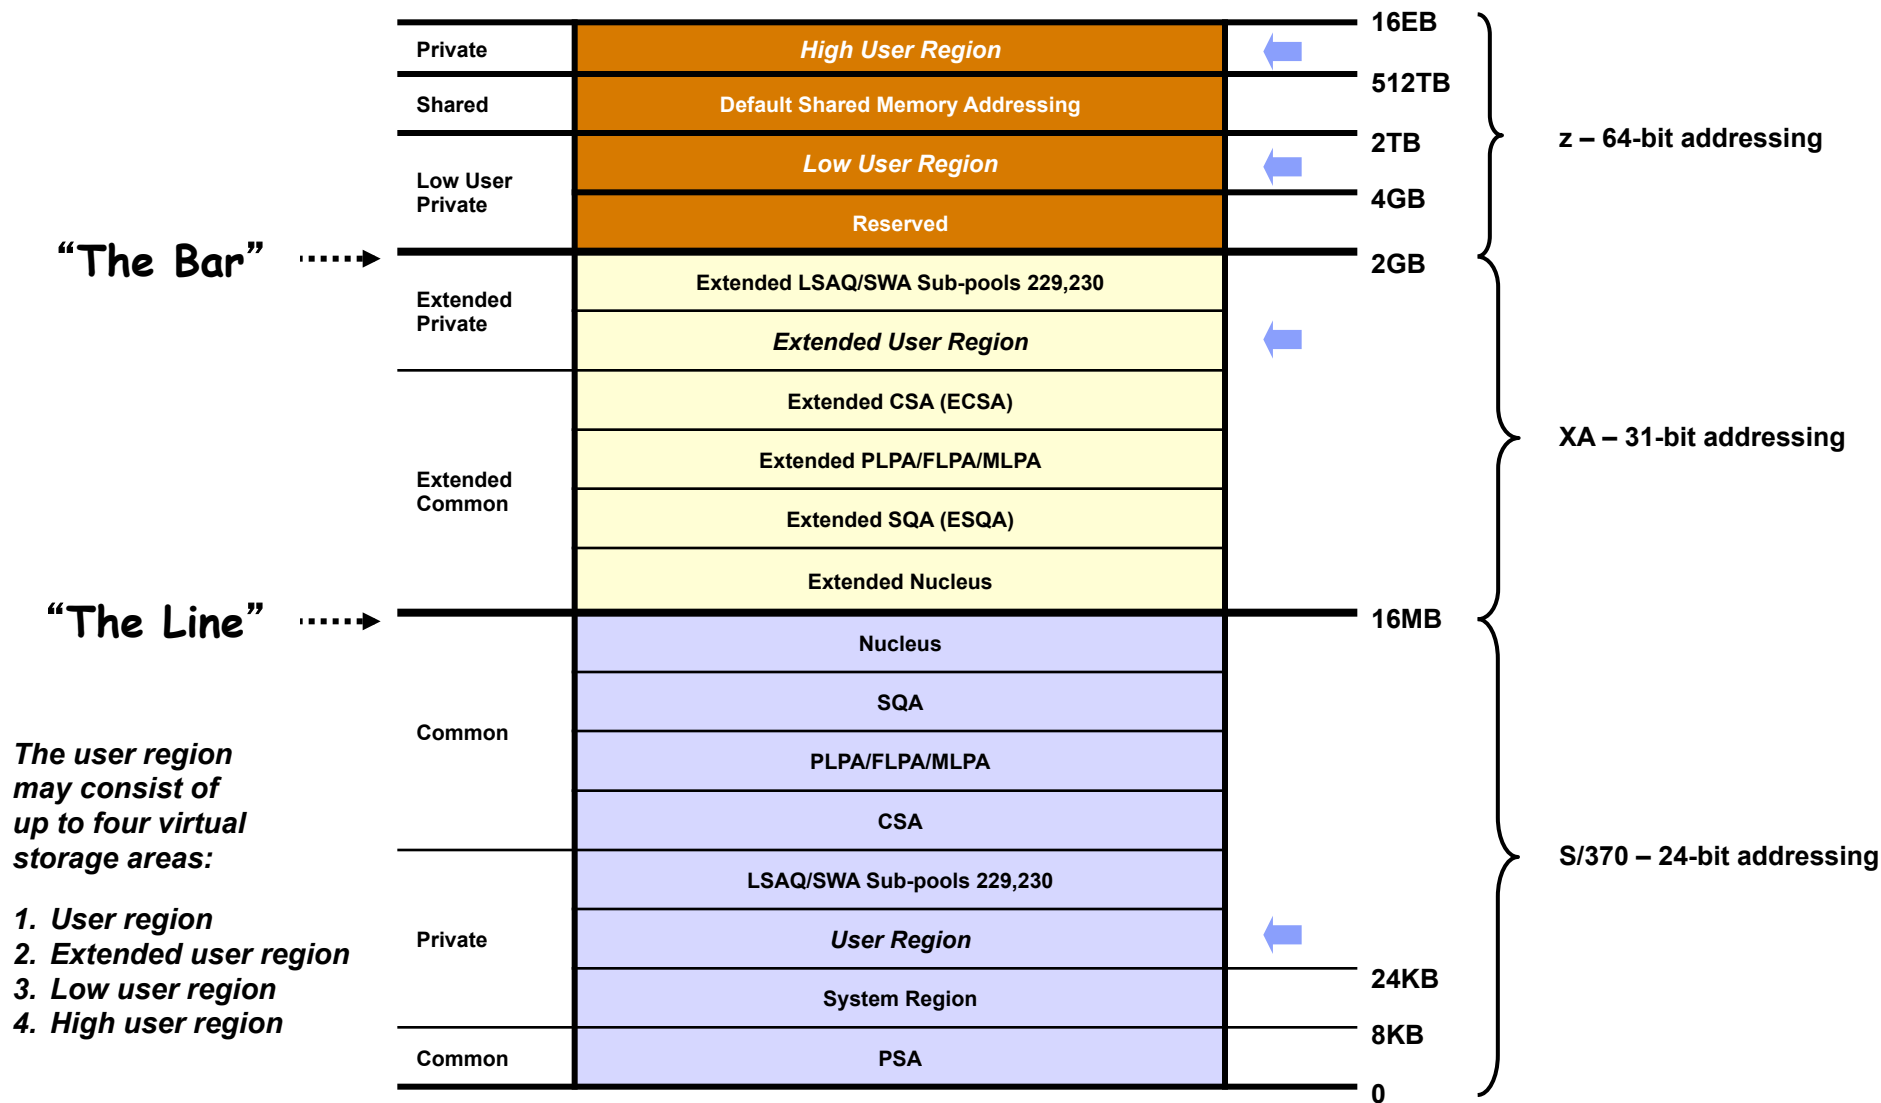 16EB
Private
High User Region
512TB
Shared
Default Shared Memory Addressing
2TB
z – 64-bit addressing
Low User Region
Low User
Private
4GB
Reserved
“The Bar”
2GB
Extended LSAQ/SWA Sub-pools 229,230
Extended
Private
Extended User Region
Extended CSA (ECSA)
XA – 31-bit addressing
Extended PLPA/FLPA/MLPA
Extended
Common
Extended SQA (ESQA)
Extended Nucleus
“The Line”
16MB
Nucleus
SQA
Common
PLPA/FLPA/MLPA
CSA
The user region
may consist of
up to four virtual
storage areas:
S/370 – 24-bit addressing
LSAQ/SWA Sub-pools 229,230
1. User region
2. Extended user region
3. Low user region
4. High user region
Private
User Region
24KB
System Region
8KB
Common
PSA
0